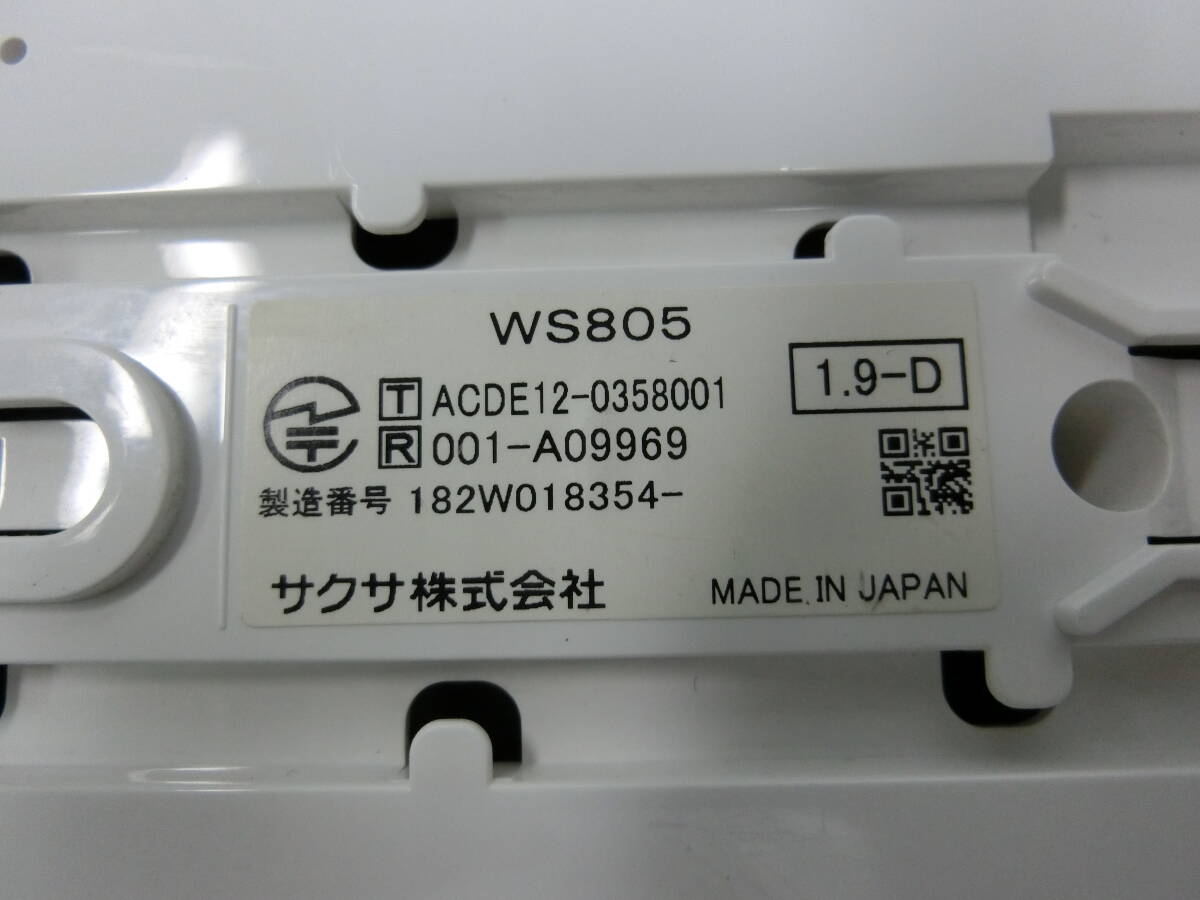 WS805
T ACDE12-0358001
1.9-D
R 001-A09969
製造番号 182W018354-
サクサ株式会社
MADE IN JAPAN